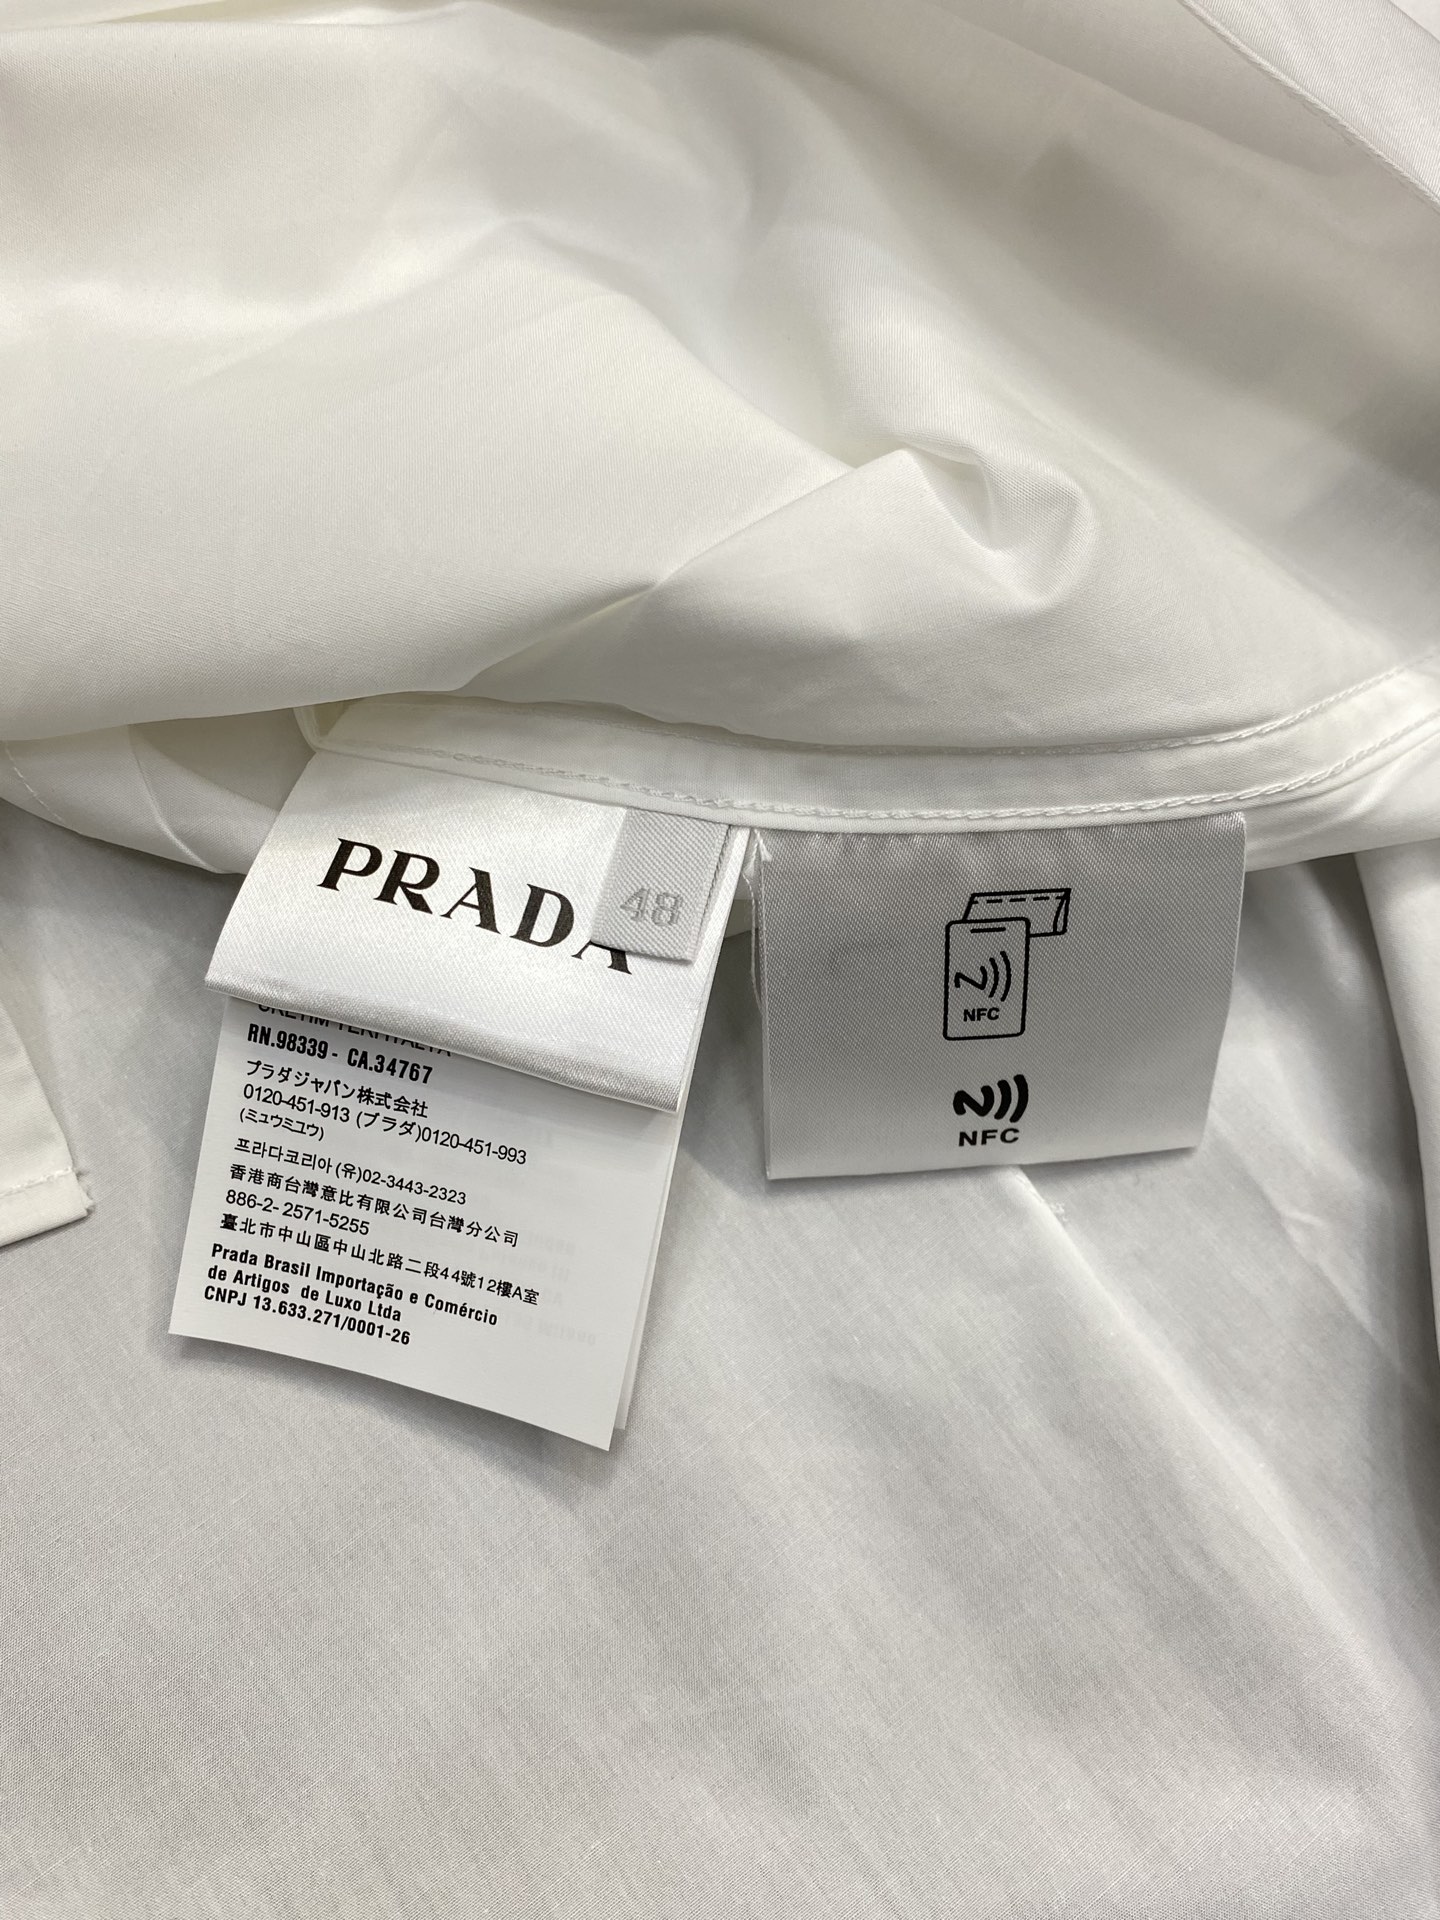 PRADA
48
RN.98339 - CA.34767
プラダジャパン株式会社
0120-451-913 (プラダ)0120-451-993
(ミュウミュウ)
프라다코리아(유)02-3443-2323
香港商台灣意比有限公司台灣分公司
886-2- 2571-5255
臺北市中山區中山北路二段44號12樓A室
Prada Brasil Importação e Comércio
de Artigos de Luxo Ltda
CNPJ 13.633.271/0001-26
NFC
NFC